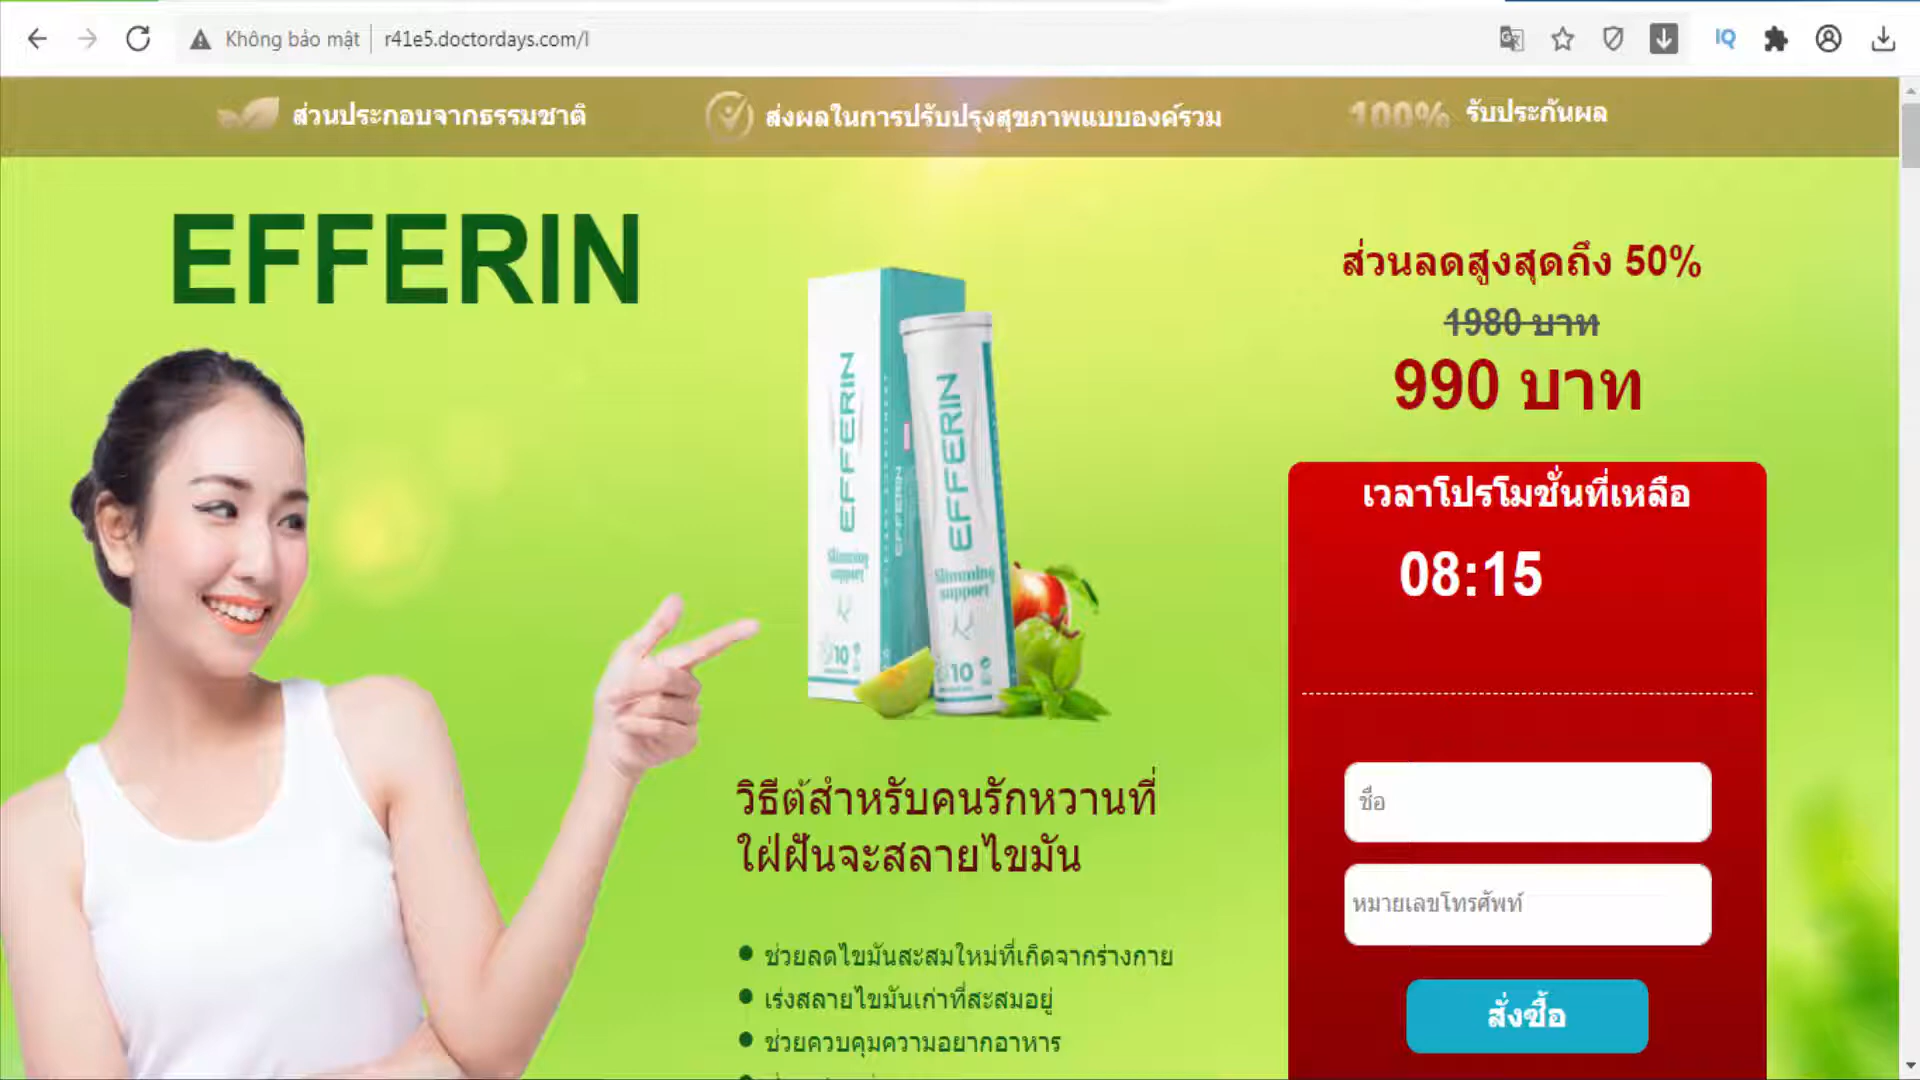 Không bảo mật
r41e5.doctordays.com/l
IQ
ส่วนประกอบจากธรรมชาติ
ส่งผลในการปรับปรุงสุขภาพแบบองค์รวม
100% รับประกันผล
EFFERIN
ส่วนลดสูงสุดถึง 50%
1980 บาท
990 บาท
EFFERIN
Slimming
support
10
EFFERIN
EFFERIN
Slimming
support
10
เวลาโปรโมชั่นที่เหลือ
08:15
ชื่อ
หมายเลขโทรศัพท์
สั่งซื้อ
วิธีต้สำหรับคนรักหวานที่
ใฝ่ฝันจะสลายไขมัน
ช่วยลดไขมันสะสมใหม่ที่เกิดจากร่างกาย
เร่งสลายไขมันเก่าที่สะสมอยู่
ช่วยควบคุมความอยากอาหาร